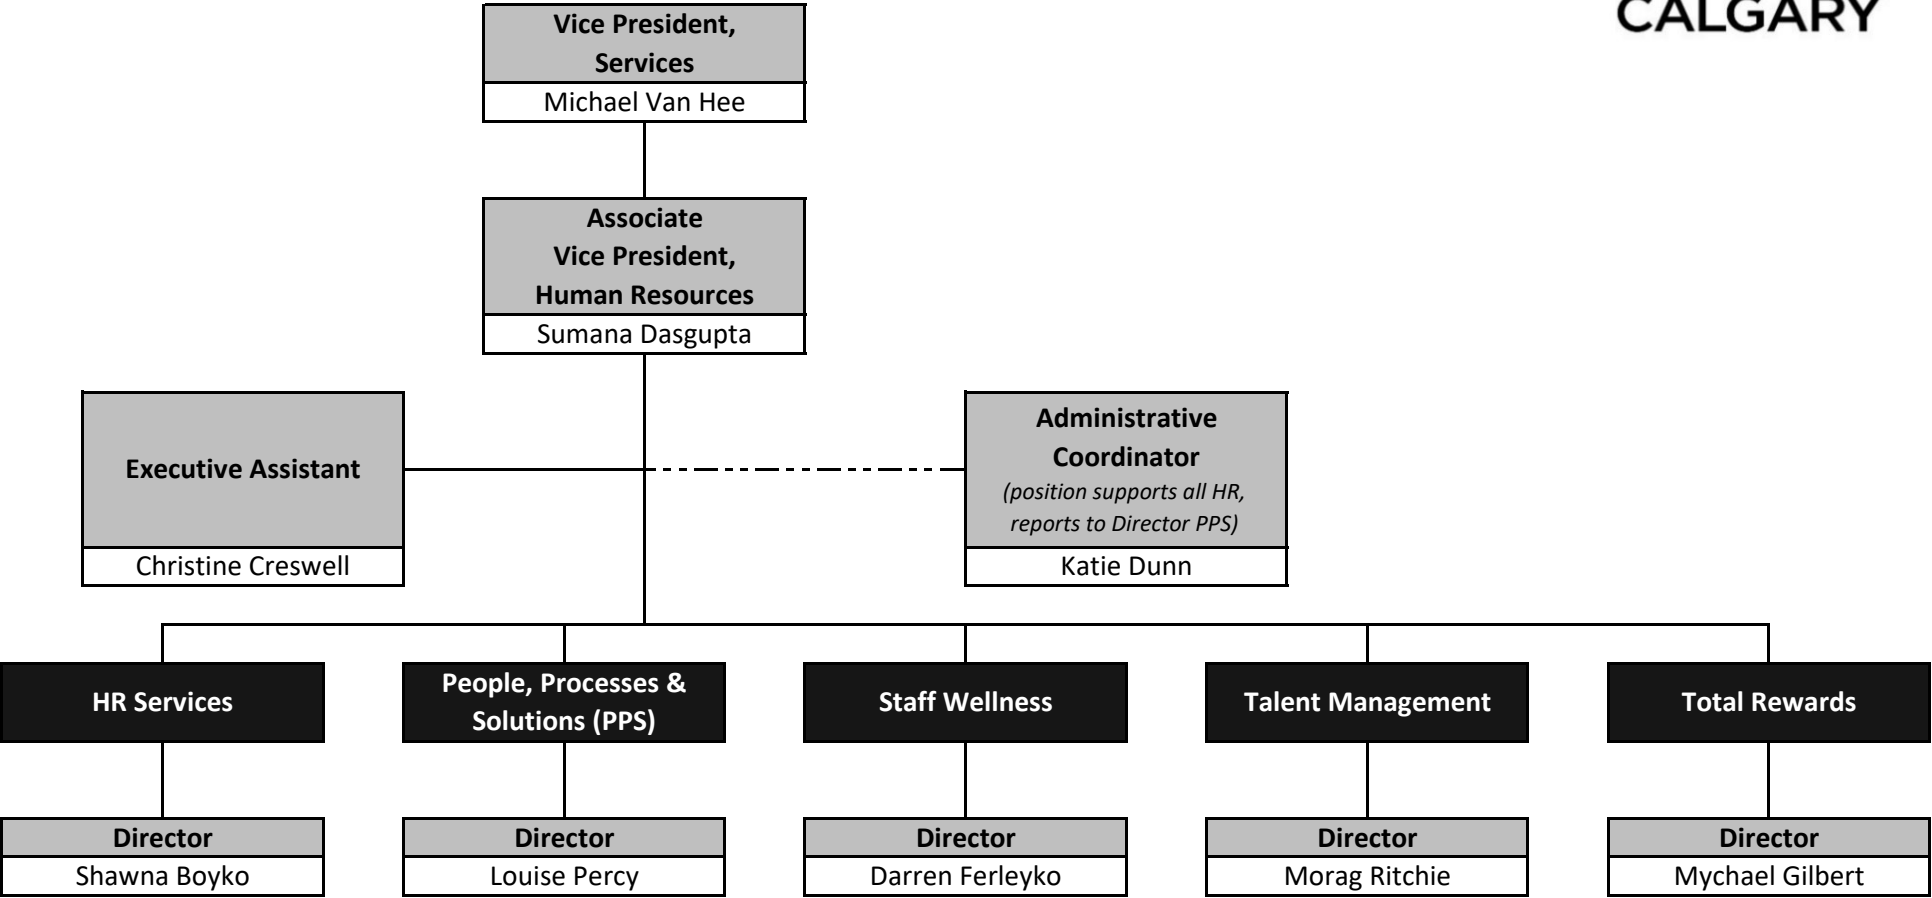 CALGARY
Vice President,
Services
Michael Van Hee
Associate
Vice President,
Human Resources
Sumana Dasgupta
Executive Assistant
Christine Creswell
Administrative
Coordinator
(position supports all HR,
reports to Director PPS)
Katie Dunn
HR Services
People, Processes &
Solutions (PPS)
Staff Wellness
Talent Management
Total Rewards
Director
Shawna Boyko
Director
Louise Percy
Director
Darren Ferleyko
Director
Morag Ritchie
Director
Mychael Gilbert